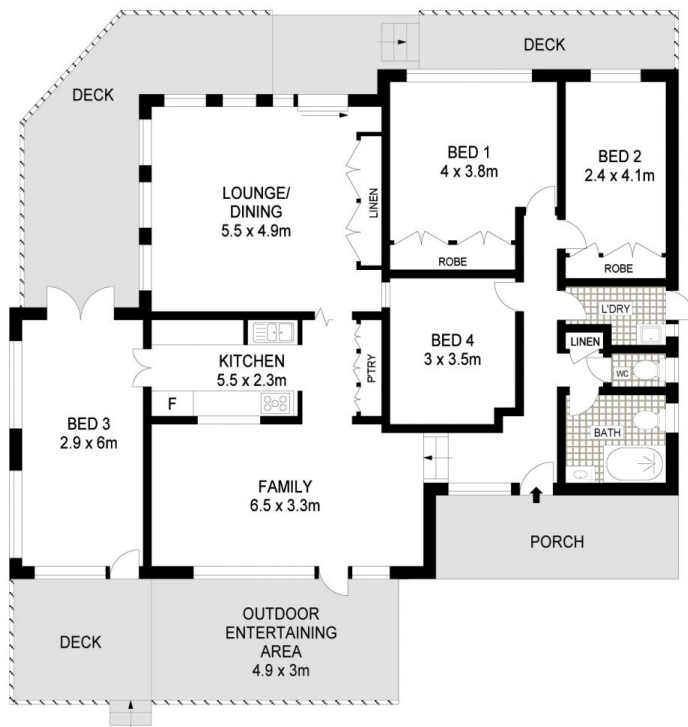 DECK
DECK
BED 1
4 x 3.8m
BED 2
2.4 x 4.1m
LOUNGE/
DINING
5.5 x 4.9m
LINEN
ROBE
ROBE
L'DRY
BED 4
3 x 3.5m
LINEN
KITCHEN
5.5 x 2.3m
P'TRY
WC
F
BED 3
2.9 x 6m
BATH
FAMILY
6.5 x 3.3m
PORCH
DECK
OUTDOOR
ENTERTAINING
AREA
4.9 x 3m